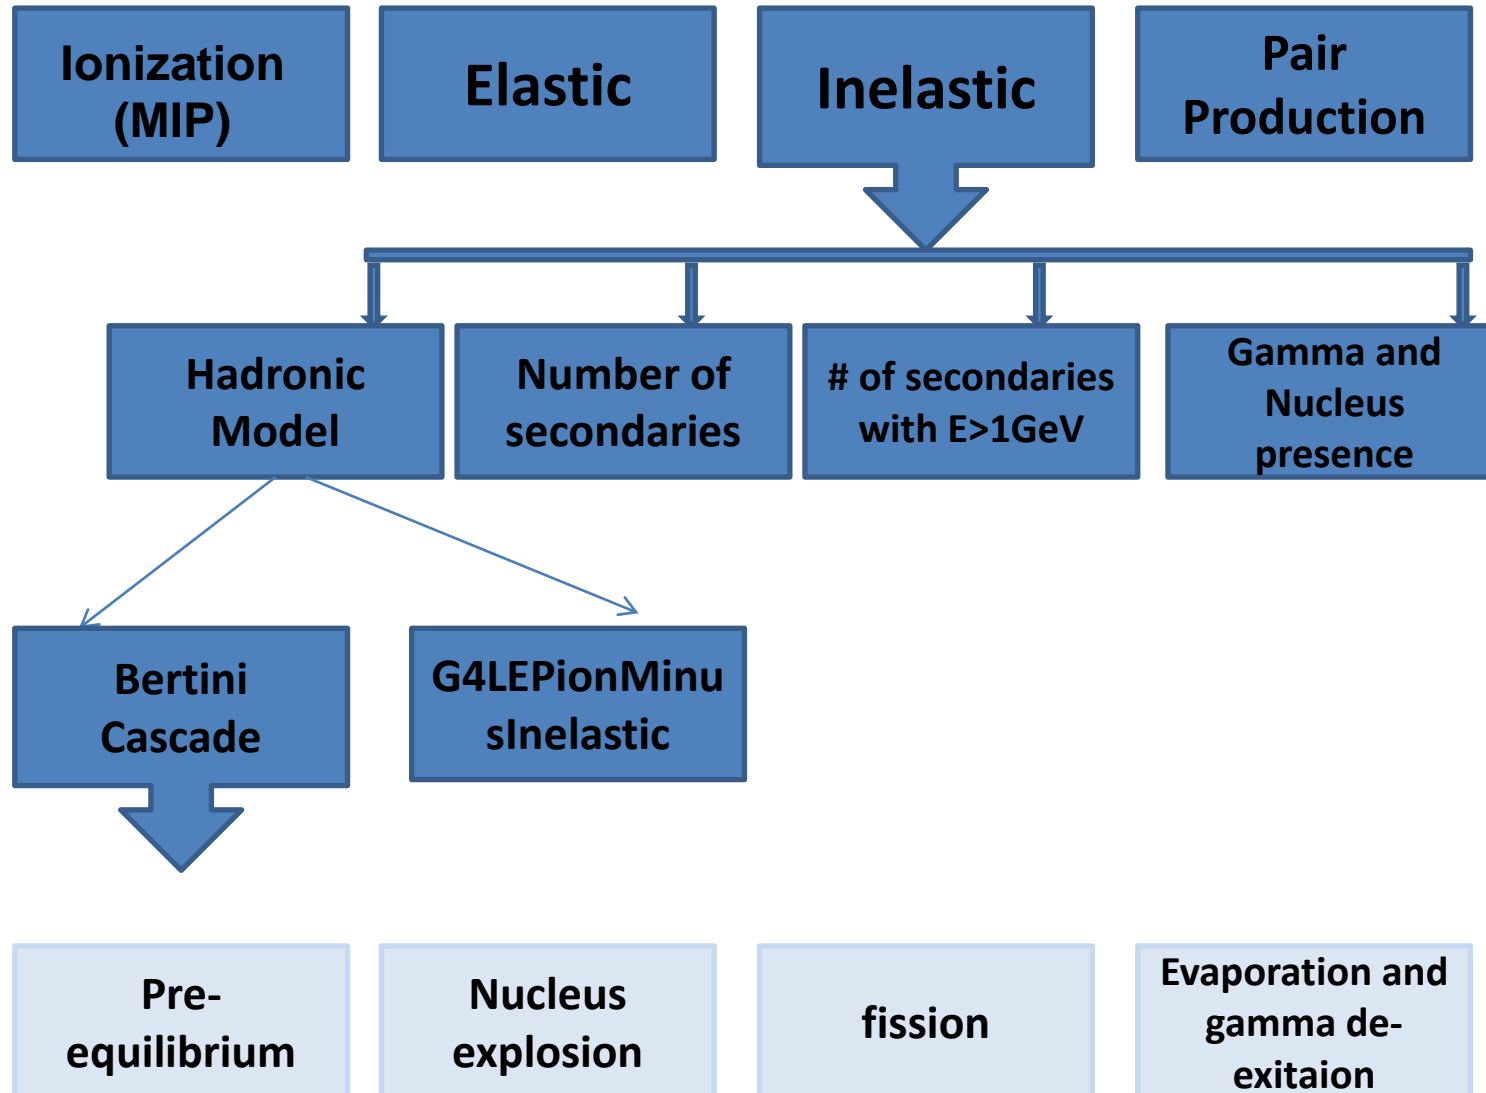 Ionization
(MIP)
Elastic
Inelastic
Pair
Production
Hadronic
Model
Number of
secondaries
# of secondaries
with E>1GeV
Gamma and
Nucleus
presence
Bertini
Cascade
G4LEPionMinu
sInelastic
Pre-
equilibrium
Nucleus
explosion
fission
Evaporation and
gamma de-
exitaion